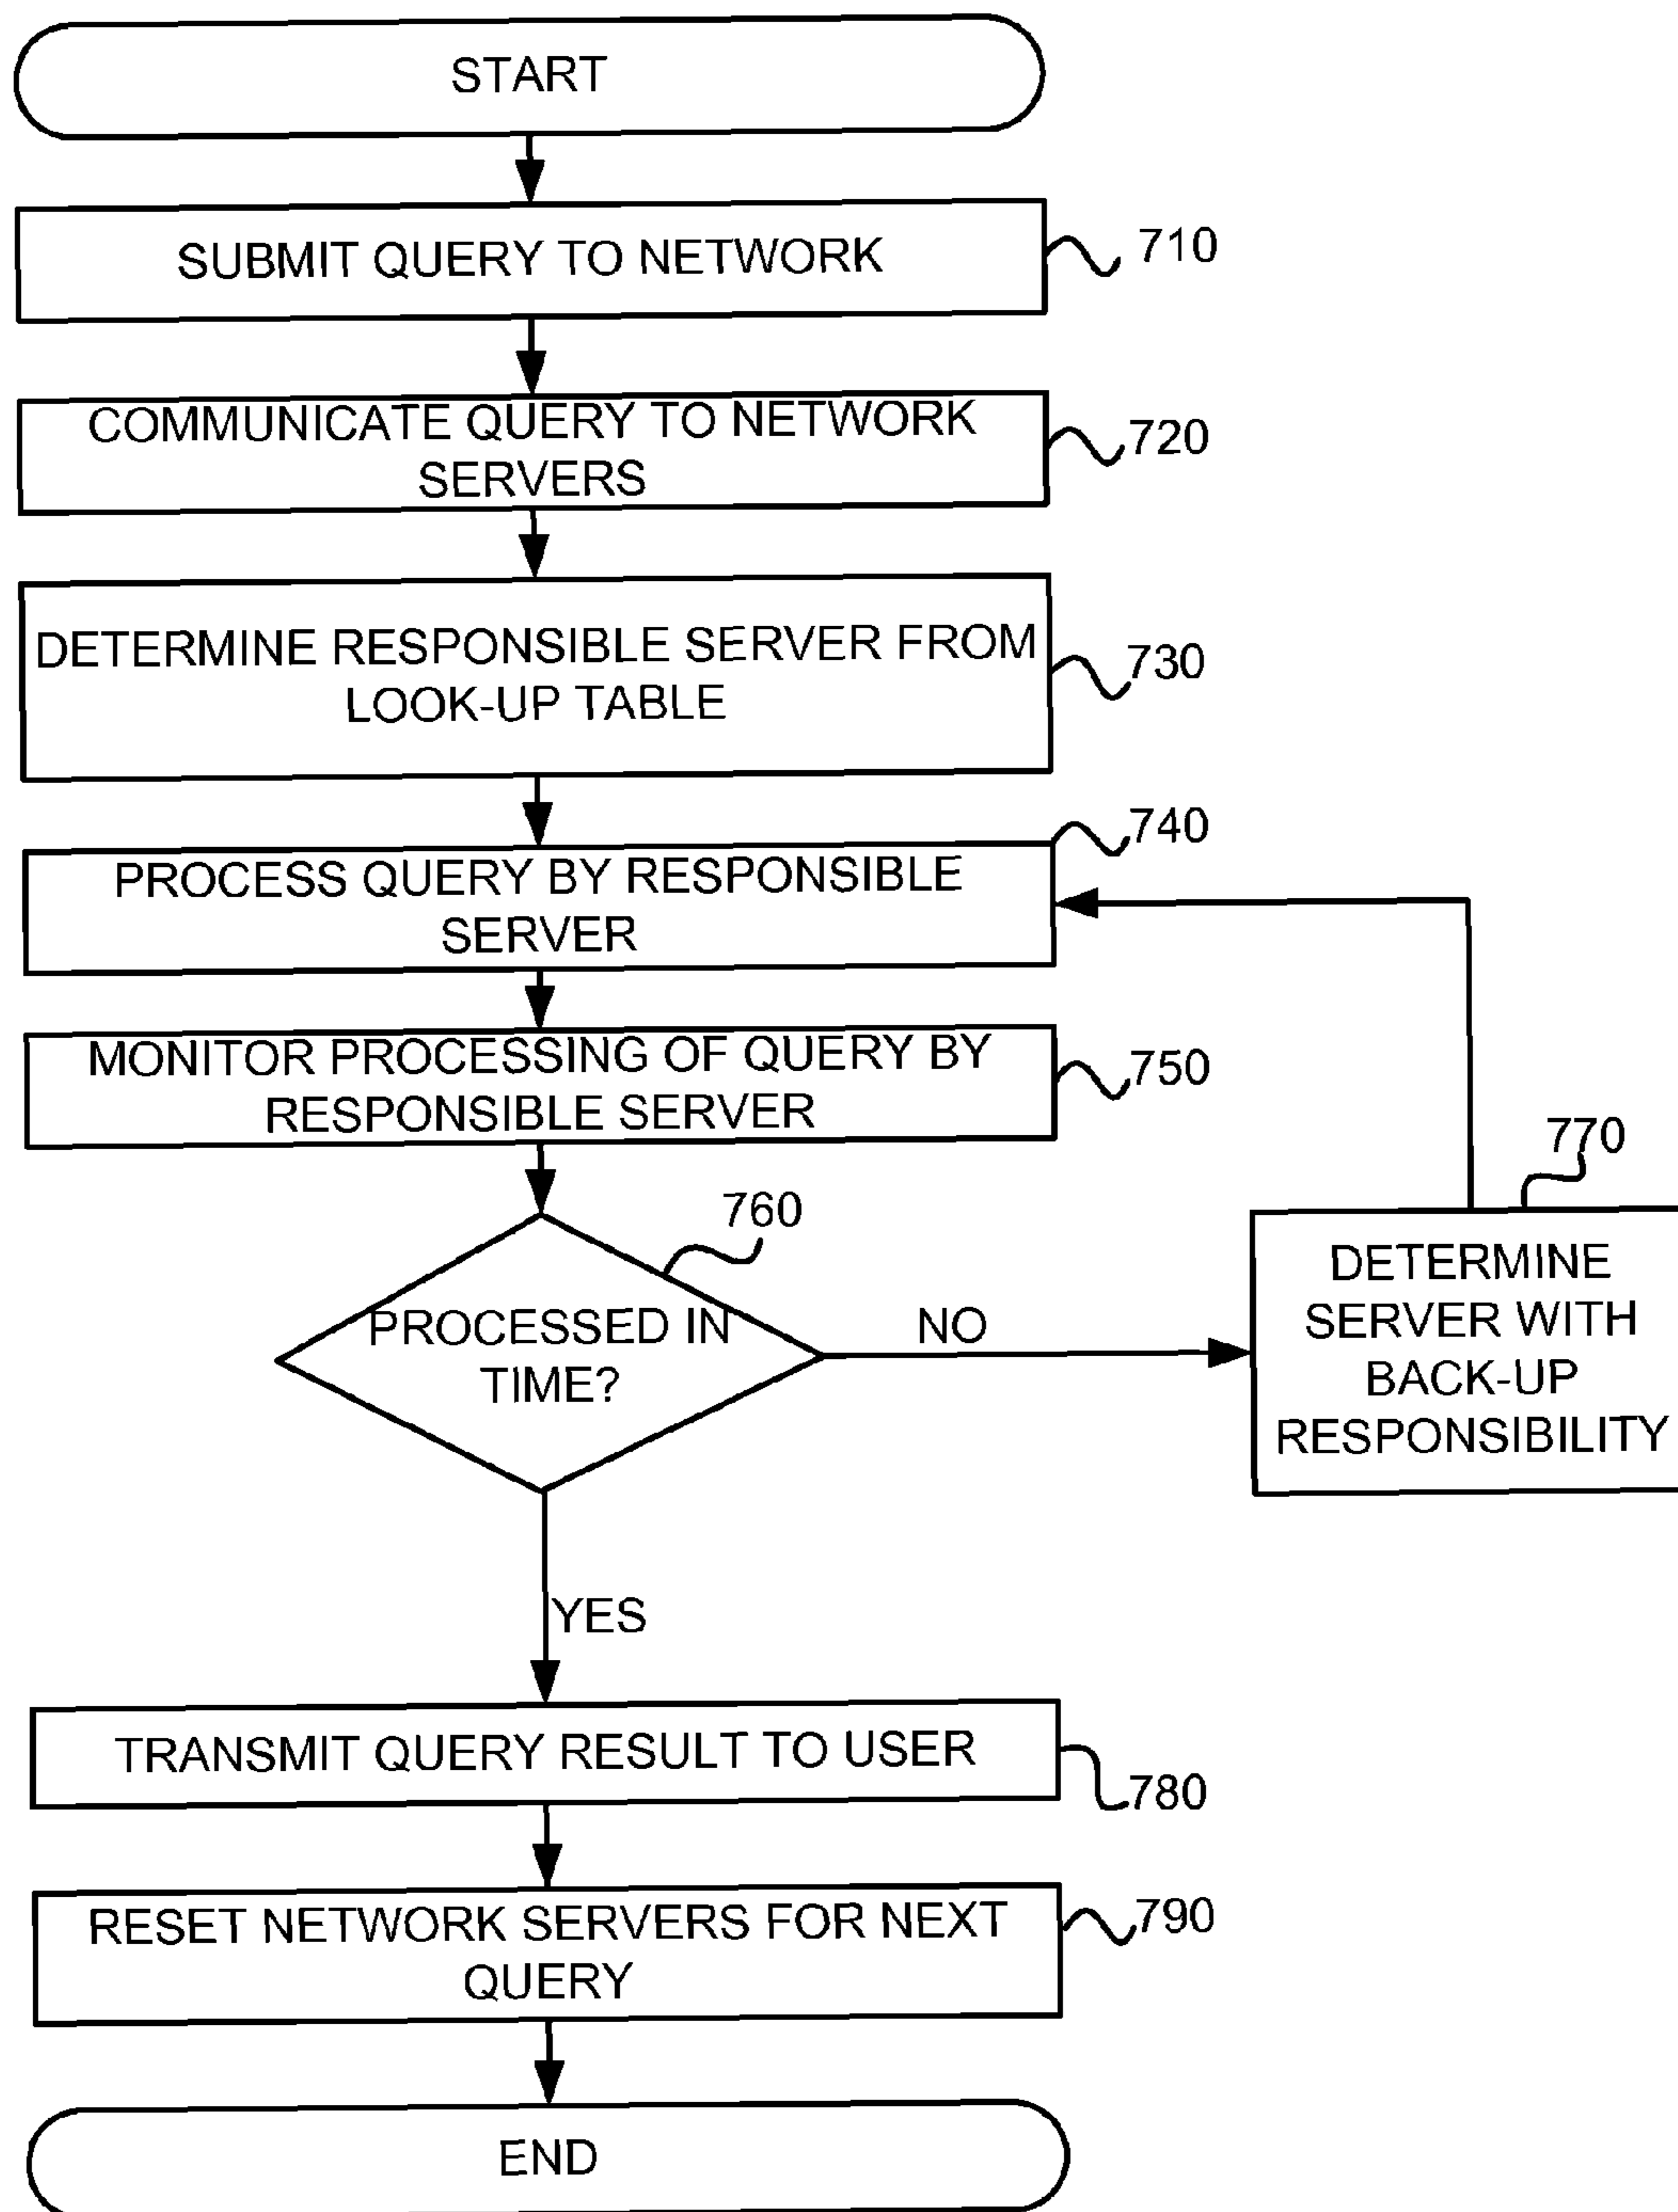 START
SUBMIT QUERY TO NETWORK
710
COMMUNICATE QUERY TO NETWORK
SERVERS
720
DETERMINE RESPONSIBLE SERVER FROM
LOOK-UP TABLE
730
740
PROCESS QUERY BY RESPONSIBLE
SERVER
MONITOR PROCESSING OF QUERY BY
RESPONSIBLE SERVER
750
760
PROCESSED IN
TIME?
NO
770
DETERMINE
SERVER WITH
BACK-UP
RESPONSIBILITY
YES
TRANSMIT QUERY RESULT TO USER
780
RESET NETWORK SERVERS FOR NEXT
QUERY
790
END